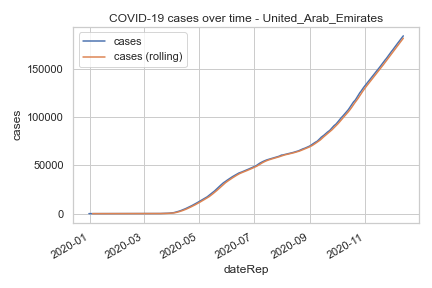 COVID-19 cases over time - United_Arab_Emirates
cases
cases (rolling)
cases
150000
100000
50000
0
2020-01
2020-03
2020-05
2020-07
2020-09
2020-11
dateRep